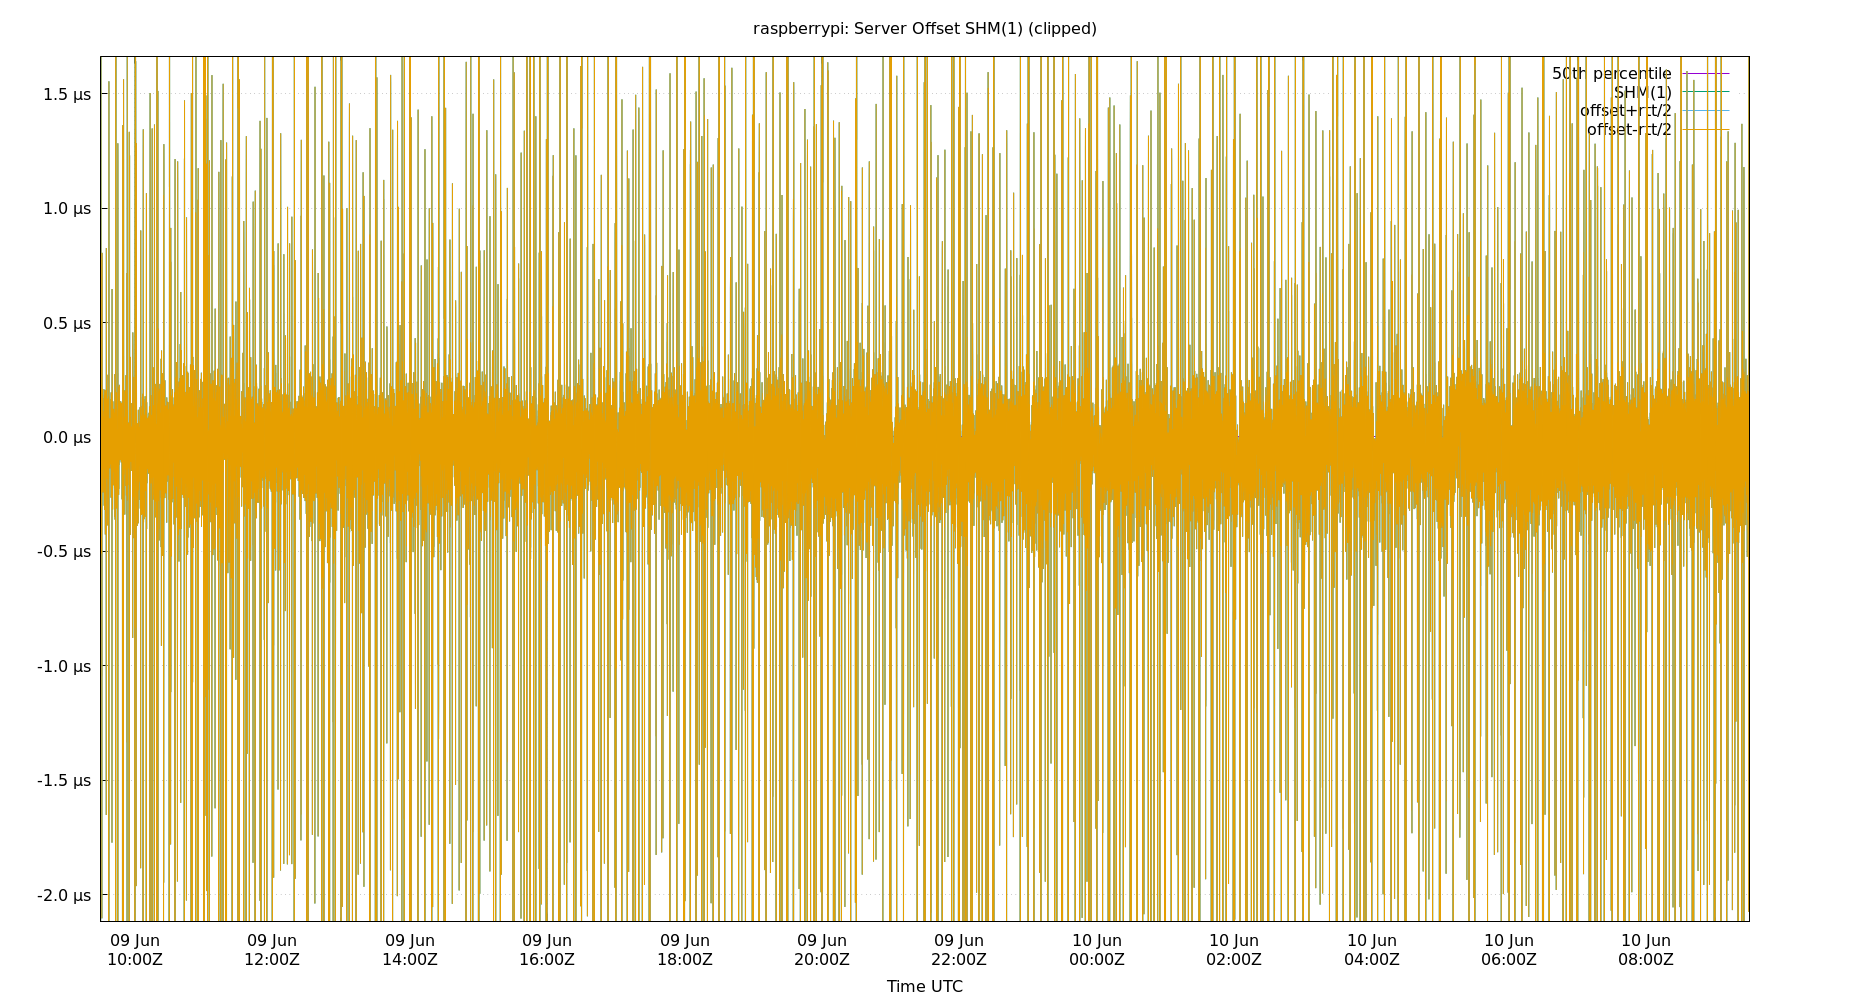 raspberrypi: Server Offset SHM(1) (clipped)
50th percentile
SHM(1)
offset+rtt/2
offset-rtt/2
1.5 µs
1.0 µs
0.5 µs
0.0 µs
-0.5 µs
-1.0 µs
-1.5 µs
-2.0 µs
09 Jun 09 Jun 09 Jun 09 Jun 09 Jun 09 Jun 09 Jun 10 Jun 10 Jun 10 Jun 10 Jun 10 Jun
10:00Z 12:00Z 14:00Z 16:00Z 18:00Z 20:00Z 22:00Z 00:00Z 02:00Z 04:00Z 06:00Z 08:00Z
Time UTC